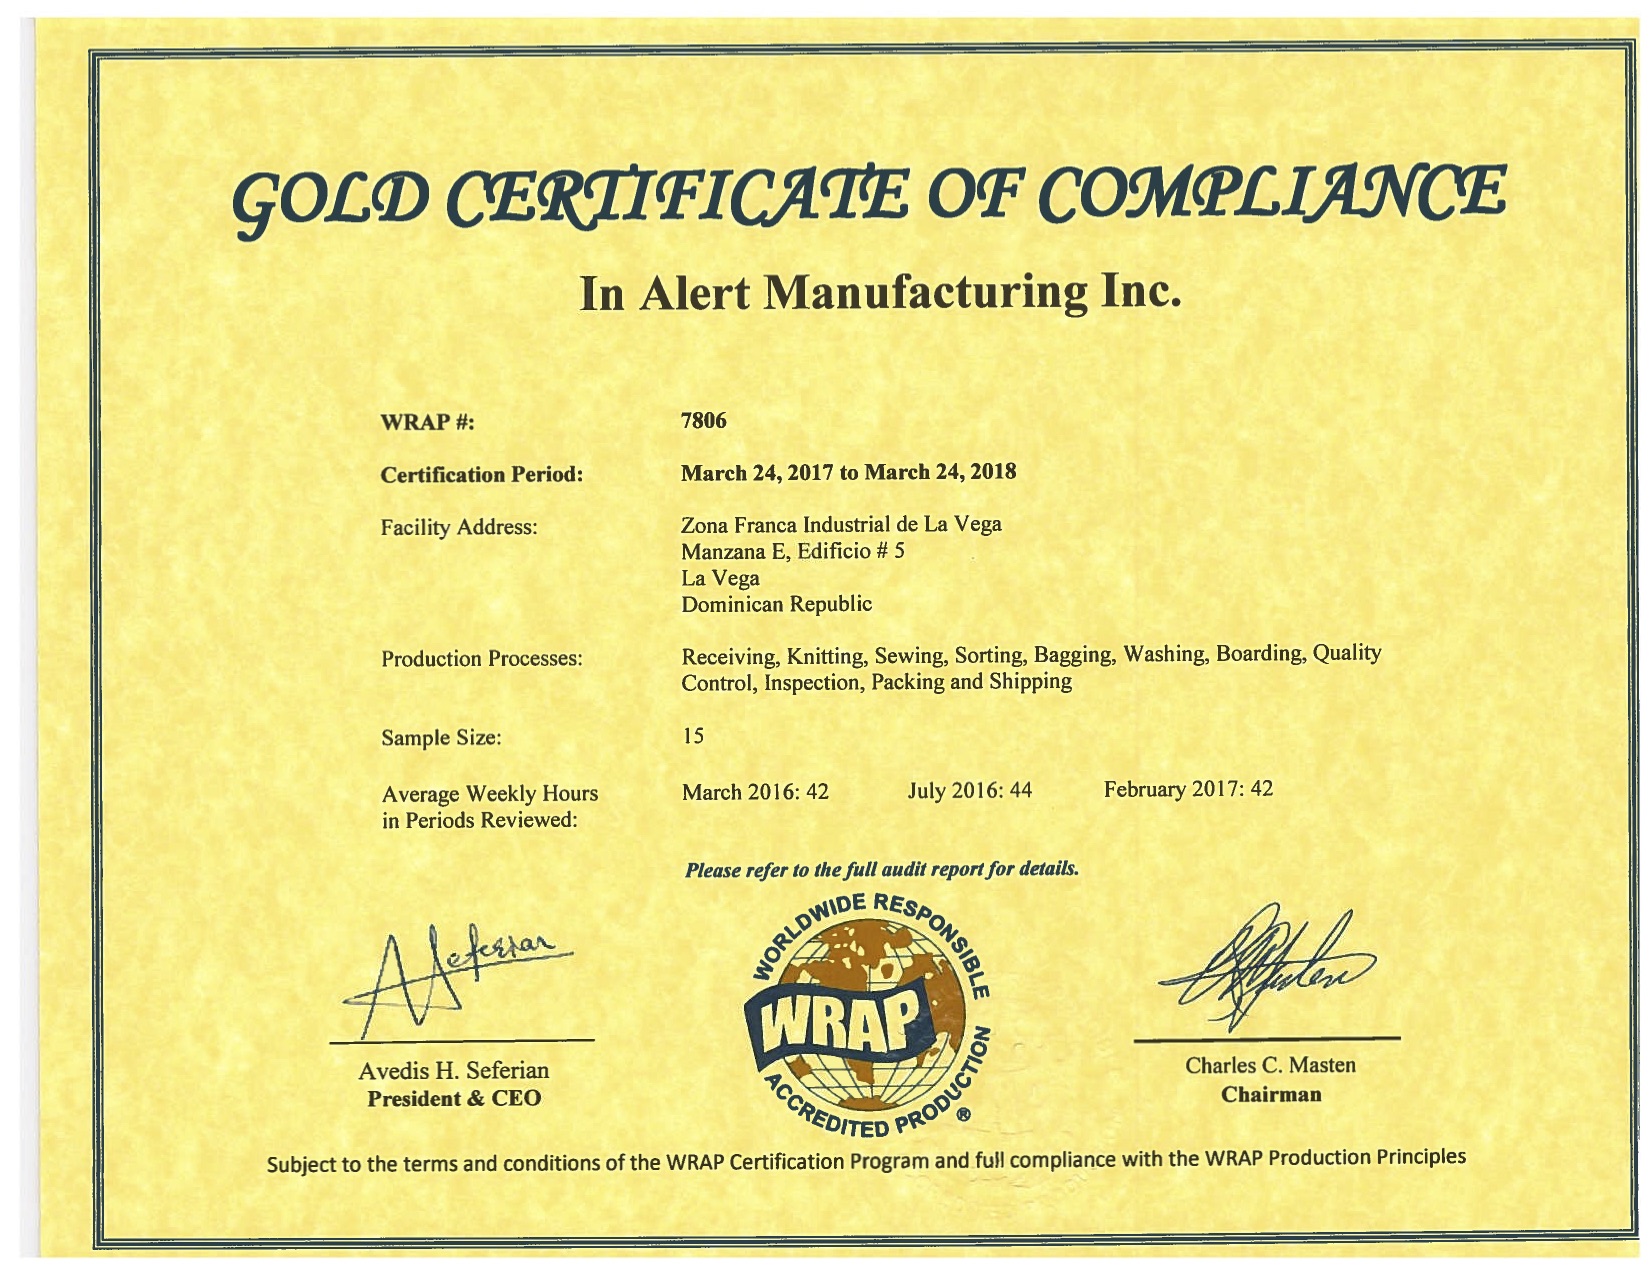 GOLD CERTIFICATE OF COMPLIANCE
In Alert Manufacturing Inc.
WRAP #: 7806
Certification Period: March 24, 2017 to March 24, 2018
Facility Address: Zona Franca Industrial de La Vega
Manzana E, Edificio # 5
La Vega
Dominican Republic
Production Processes: Receiving, Knitting, Sewing, Sorting, Bagging, Washing, Boarding, Quality
Control, Inspection, Packing and Shipping
Sample Size: 15
Average Weekly Hours March 2016: 42 July 2016: 44 February 2017: 42
in Periods Reviewed:
Please refer to the full audit report for details.
WORLDWIDE RESPONSIBLE
WRAP
ACCREDITED PRODUCTION ®
A Seferian
Avedis H. Seferian
President & CEO
Charles C. Masten
Chairman
Subject to the terms and conditions of the WRAP Certification Program and full compliance with the WRAP Production Principles